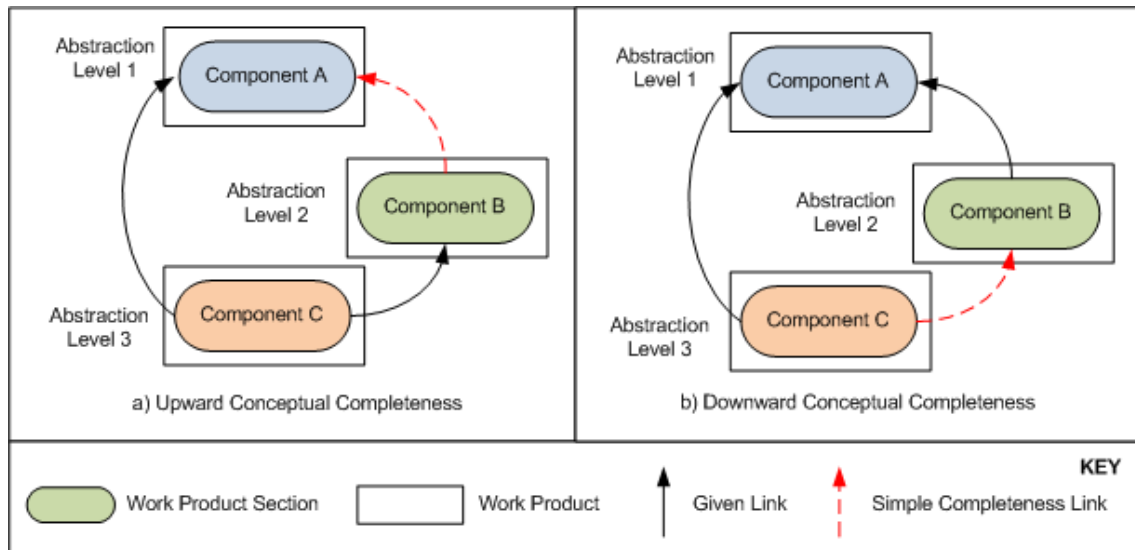 Abstraction
Level 1
Component A
Abstraction
Level 2
Component B
Abstraction
Level 3
Component C
a) Upward Conceptual Completeness
Abstraction
Level 1
Component A
Abstraction
Level 2
Component B
Abstraction
Level 3
Component C
b) Downward Conceptual Completeness
KEY
Work Product Section
Work Product
Given Link
Simple Completeness Link